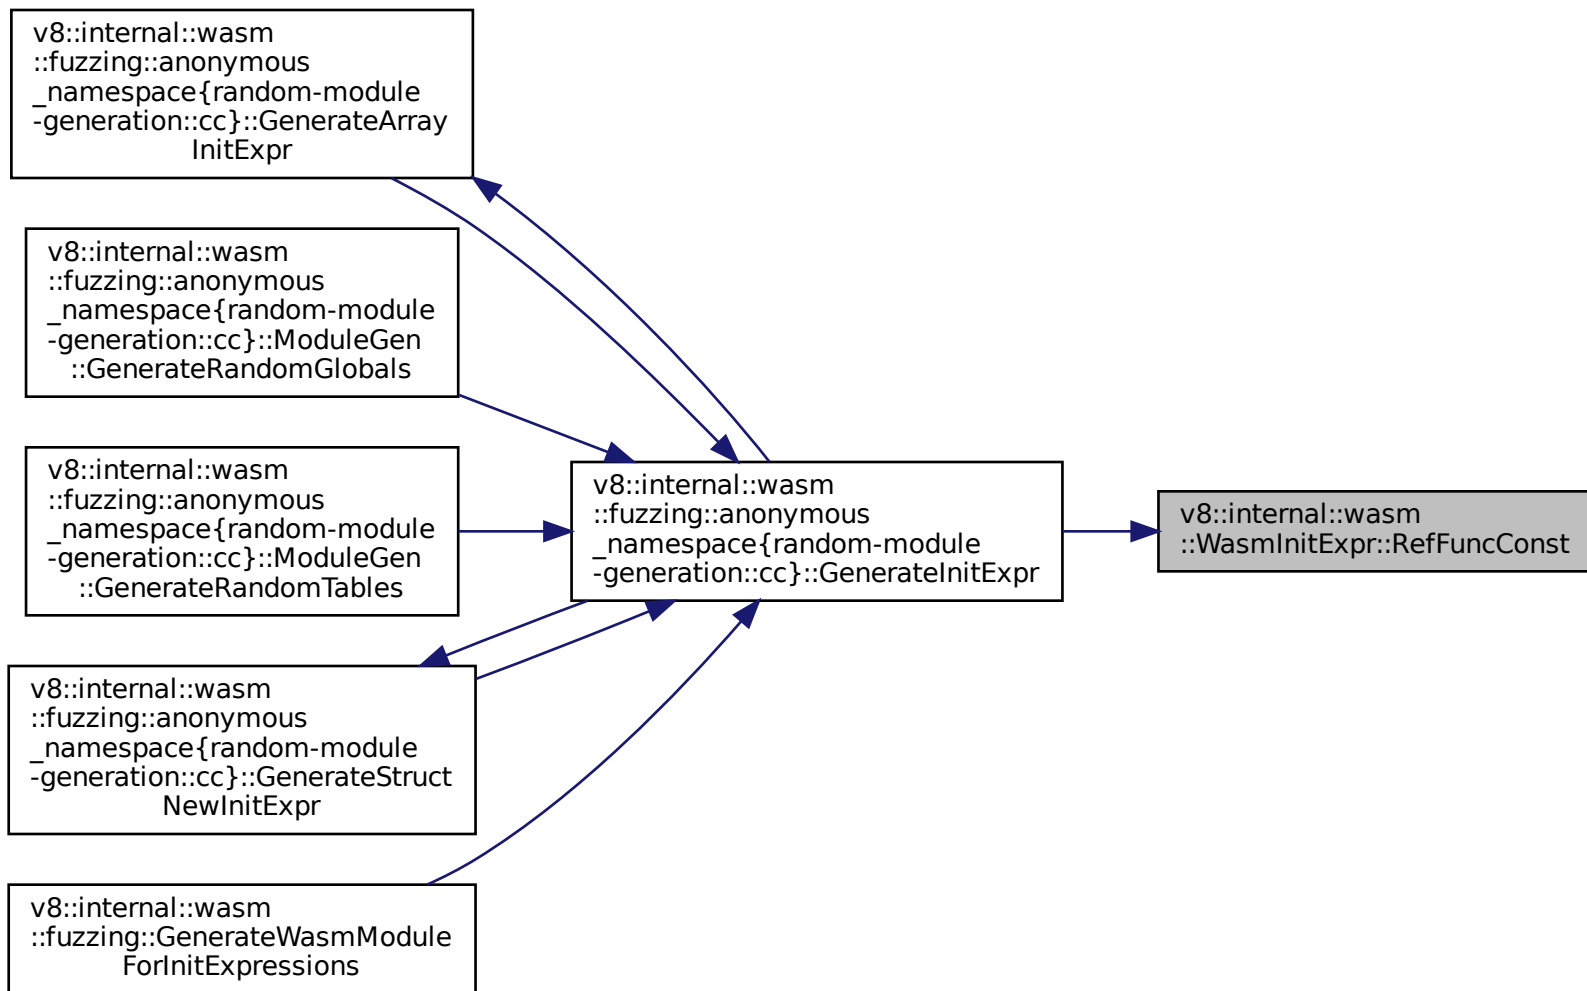 v8::internal::wasm
::fuzzing::anonymous
_namespace{random-module
-generation::cc}::GenerateArray
InitExpr
v8::internal::wasm
::fuzzing::anonymous
_namespace{random-module
-generation::cc}::ModuleGen
::GenerateRandomGlobals
v8::internal::wasm
::fuzzing::anonymous
_namespace{random-module
-generation::cc}::ModuleGen
::GenerateRandomTables
v8::internal::wasm
::fuzzing::anonymous
_namespace{random-module
-generation::cc}::GenerateStruct
NewInitExpr
v8::internal::wasm
::fuzzing::GenerateWasmModule
ForInitExpressions
v8::internal::wasm
::fuzzing::anonymous
_namespace{random-module
-generation::cc}::GenerateInitExpr
v8::internal::wasm
::WasmInitExpr::RefFuncConst